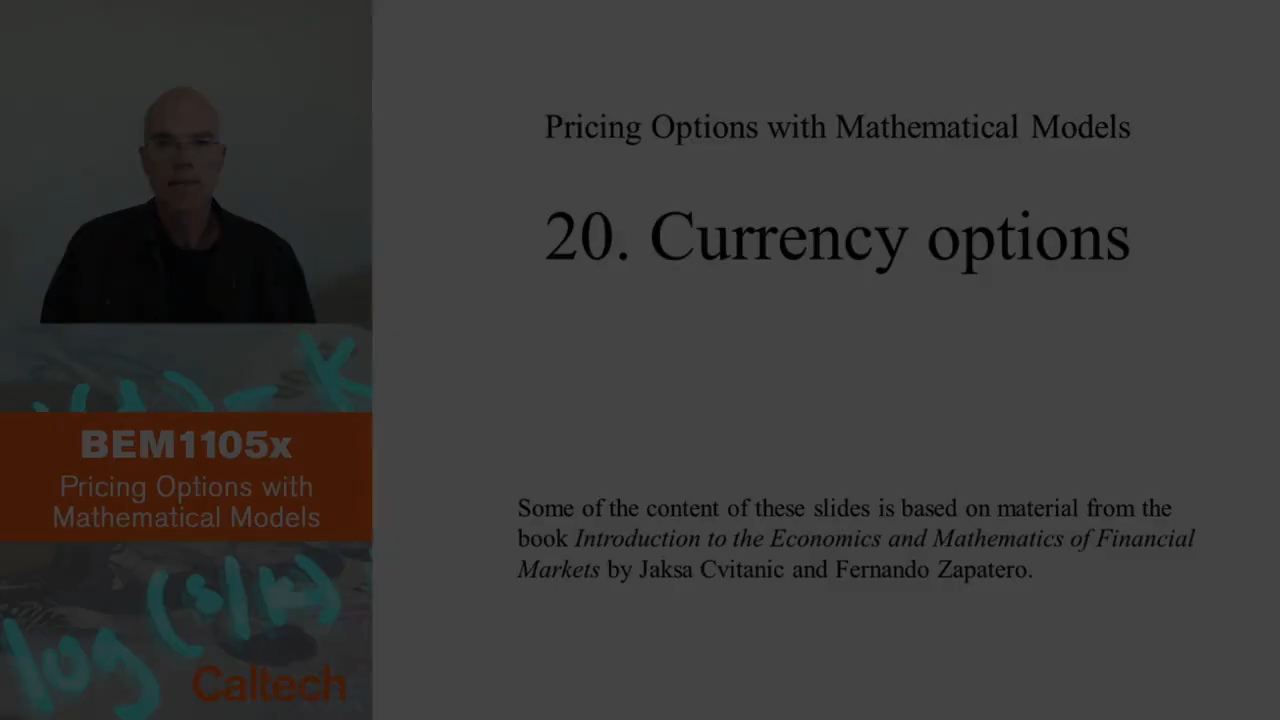 Pricing Options with Mathematical Models
20. Currency options
Some of the content of these slides is based on material from the
book Introduction to the Economics and Mathematics of Financial
Markets by Jaksa Cvitanic and Fernando Zapatero.
BEM1105x
Pricing Options with
Mathematical Models
log (s/K)
Caltech